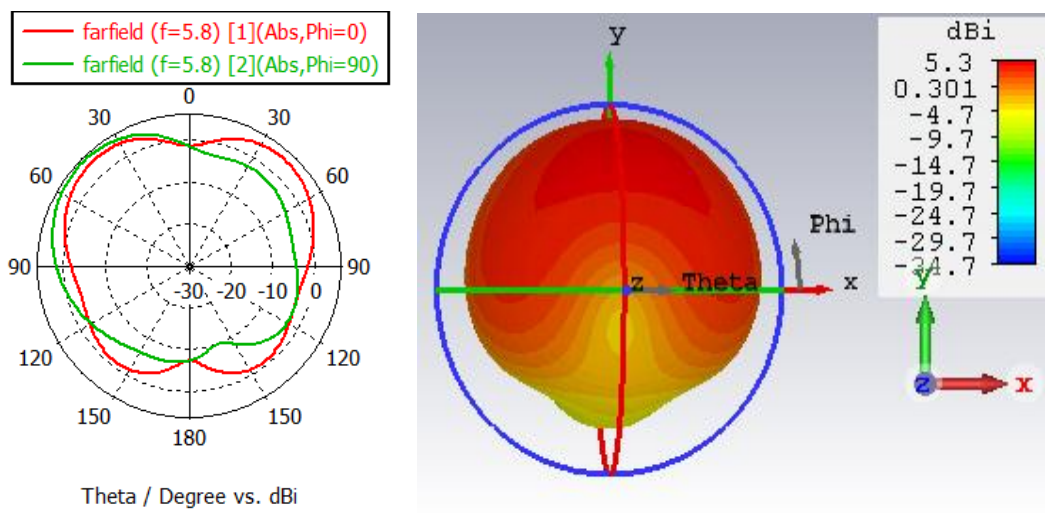 farfield (f=5.8) [1](Abs,Phi=0)
farfield (f=5.8) [2](Abs,Phi=90)
0
30 30
60 60
90 -30 -20 -10 0 90
120 120
150 150
180
Theta / Degree vs. dBi
y
Phi
z Theta x
dBi
5.3
0.301
-4.7
-9.7
-14.7
-19.7
-24.7
-29.7
-34.7
y
z x